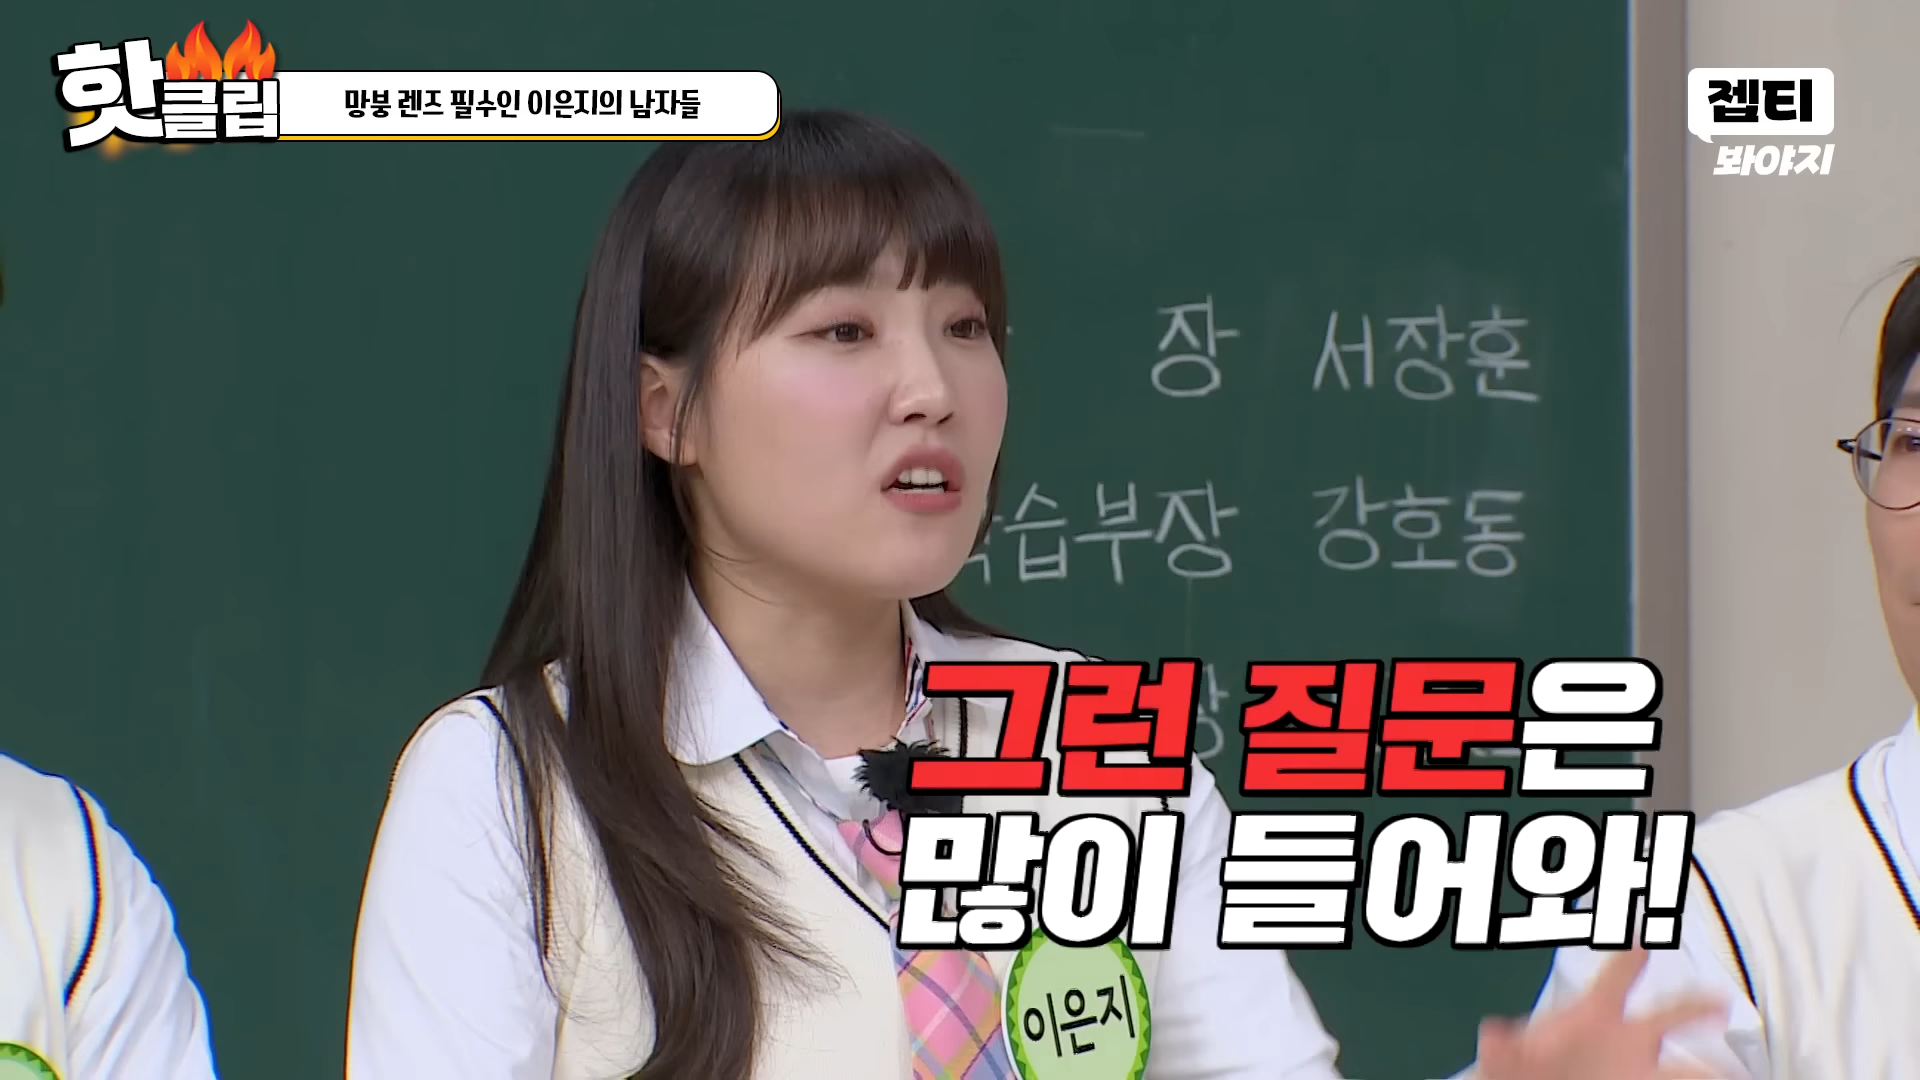 핫클립
망붕 렌즈 필수인 이은지의 남자들
젭티
봐야지
장 서장훈
습부장 강호동
그런 질문은
많이 들어와!
이은지